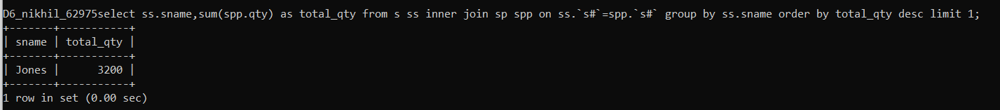 D6_nikhil_62975select ss.sname,sum(spp.qty) as total_qty from s ss inner join sp spp on ss.`s#`=spp.`s#` group by ss.sname order by total_qty desc limit 1;
+-------+-----------+
| sname | total_qty |
+-------+-----------+
| Jones |      3200 |
+-------+-----------+
1 row in set (0.00 sec)